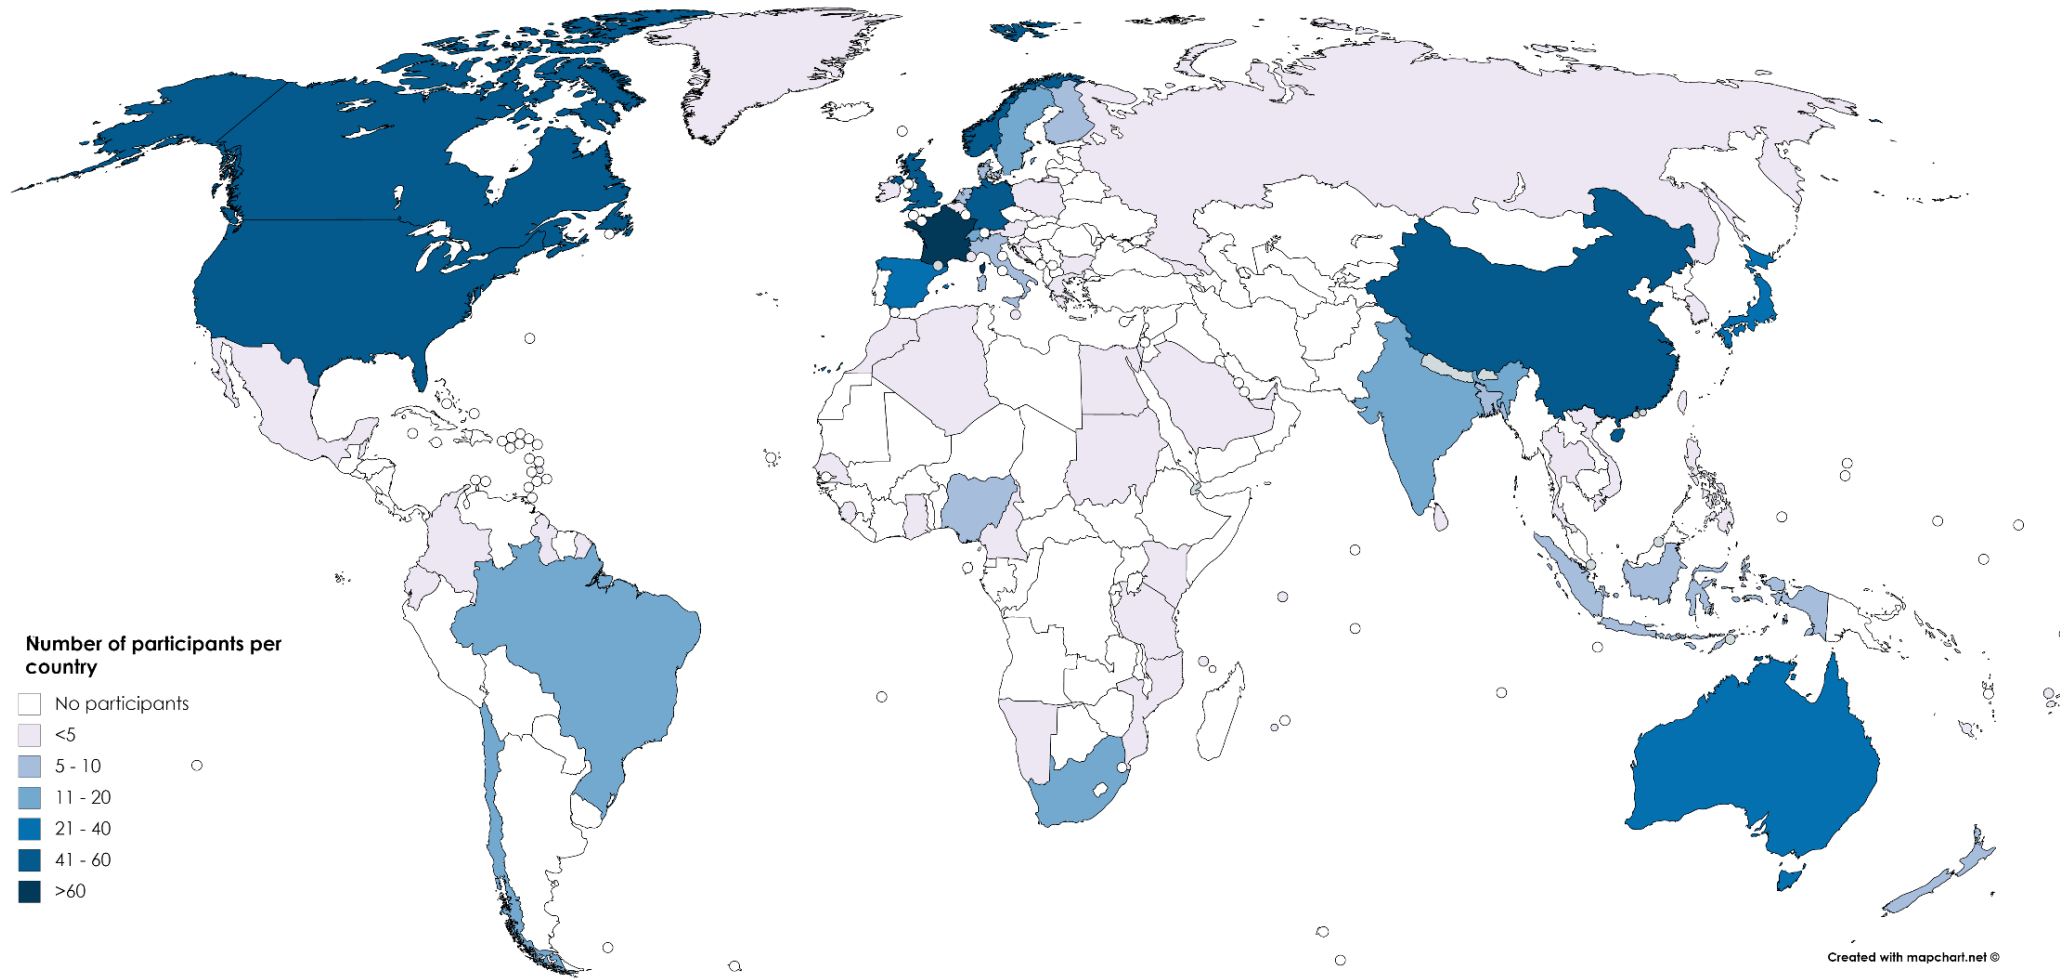 Number of participants per
country
No participants
<5
5 - 10
11 - 20
21 - 40
41 - 60
>60
Created with mapchart.net ©